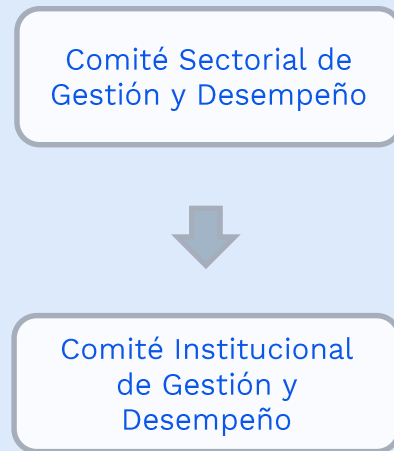 Comité Sectorial de
Gestión y Desempeño
Comité Institucional
de Gestión y
Desempeño